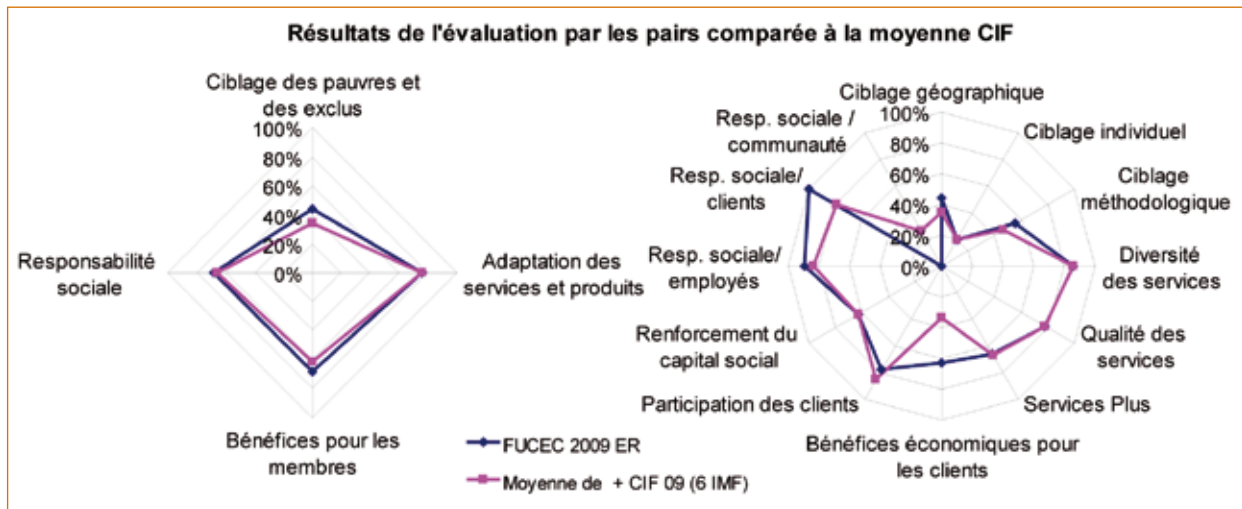 Résultats de l'évaluation par les pairs comparée à la moyenne CIF
Ciblage des pauvres et
des exclus
100%
80%
60%
40%
20%
0%
Responsabilité
sociale
Adaptation des
services et produits
Bénéfices pour les
membres
Ciblage géographique
100%
80%
60%
40%
20%
0%
Ciblage individuel
Ciblage
méthodologique
Diversité
des services
Qualité des
services
Services Plus
Bénéfices économiques pour
les clients
Participation des clients
Renforcement du
capital social
Resp. sociale/
employés
Resp. sociale/
clients
Resp. sociale /
communauté
FUCEC 2009 ER
Moyenne de + CIF 09 (6 IMF)